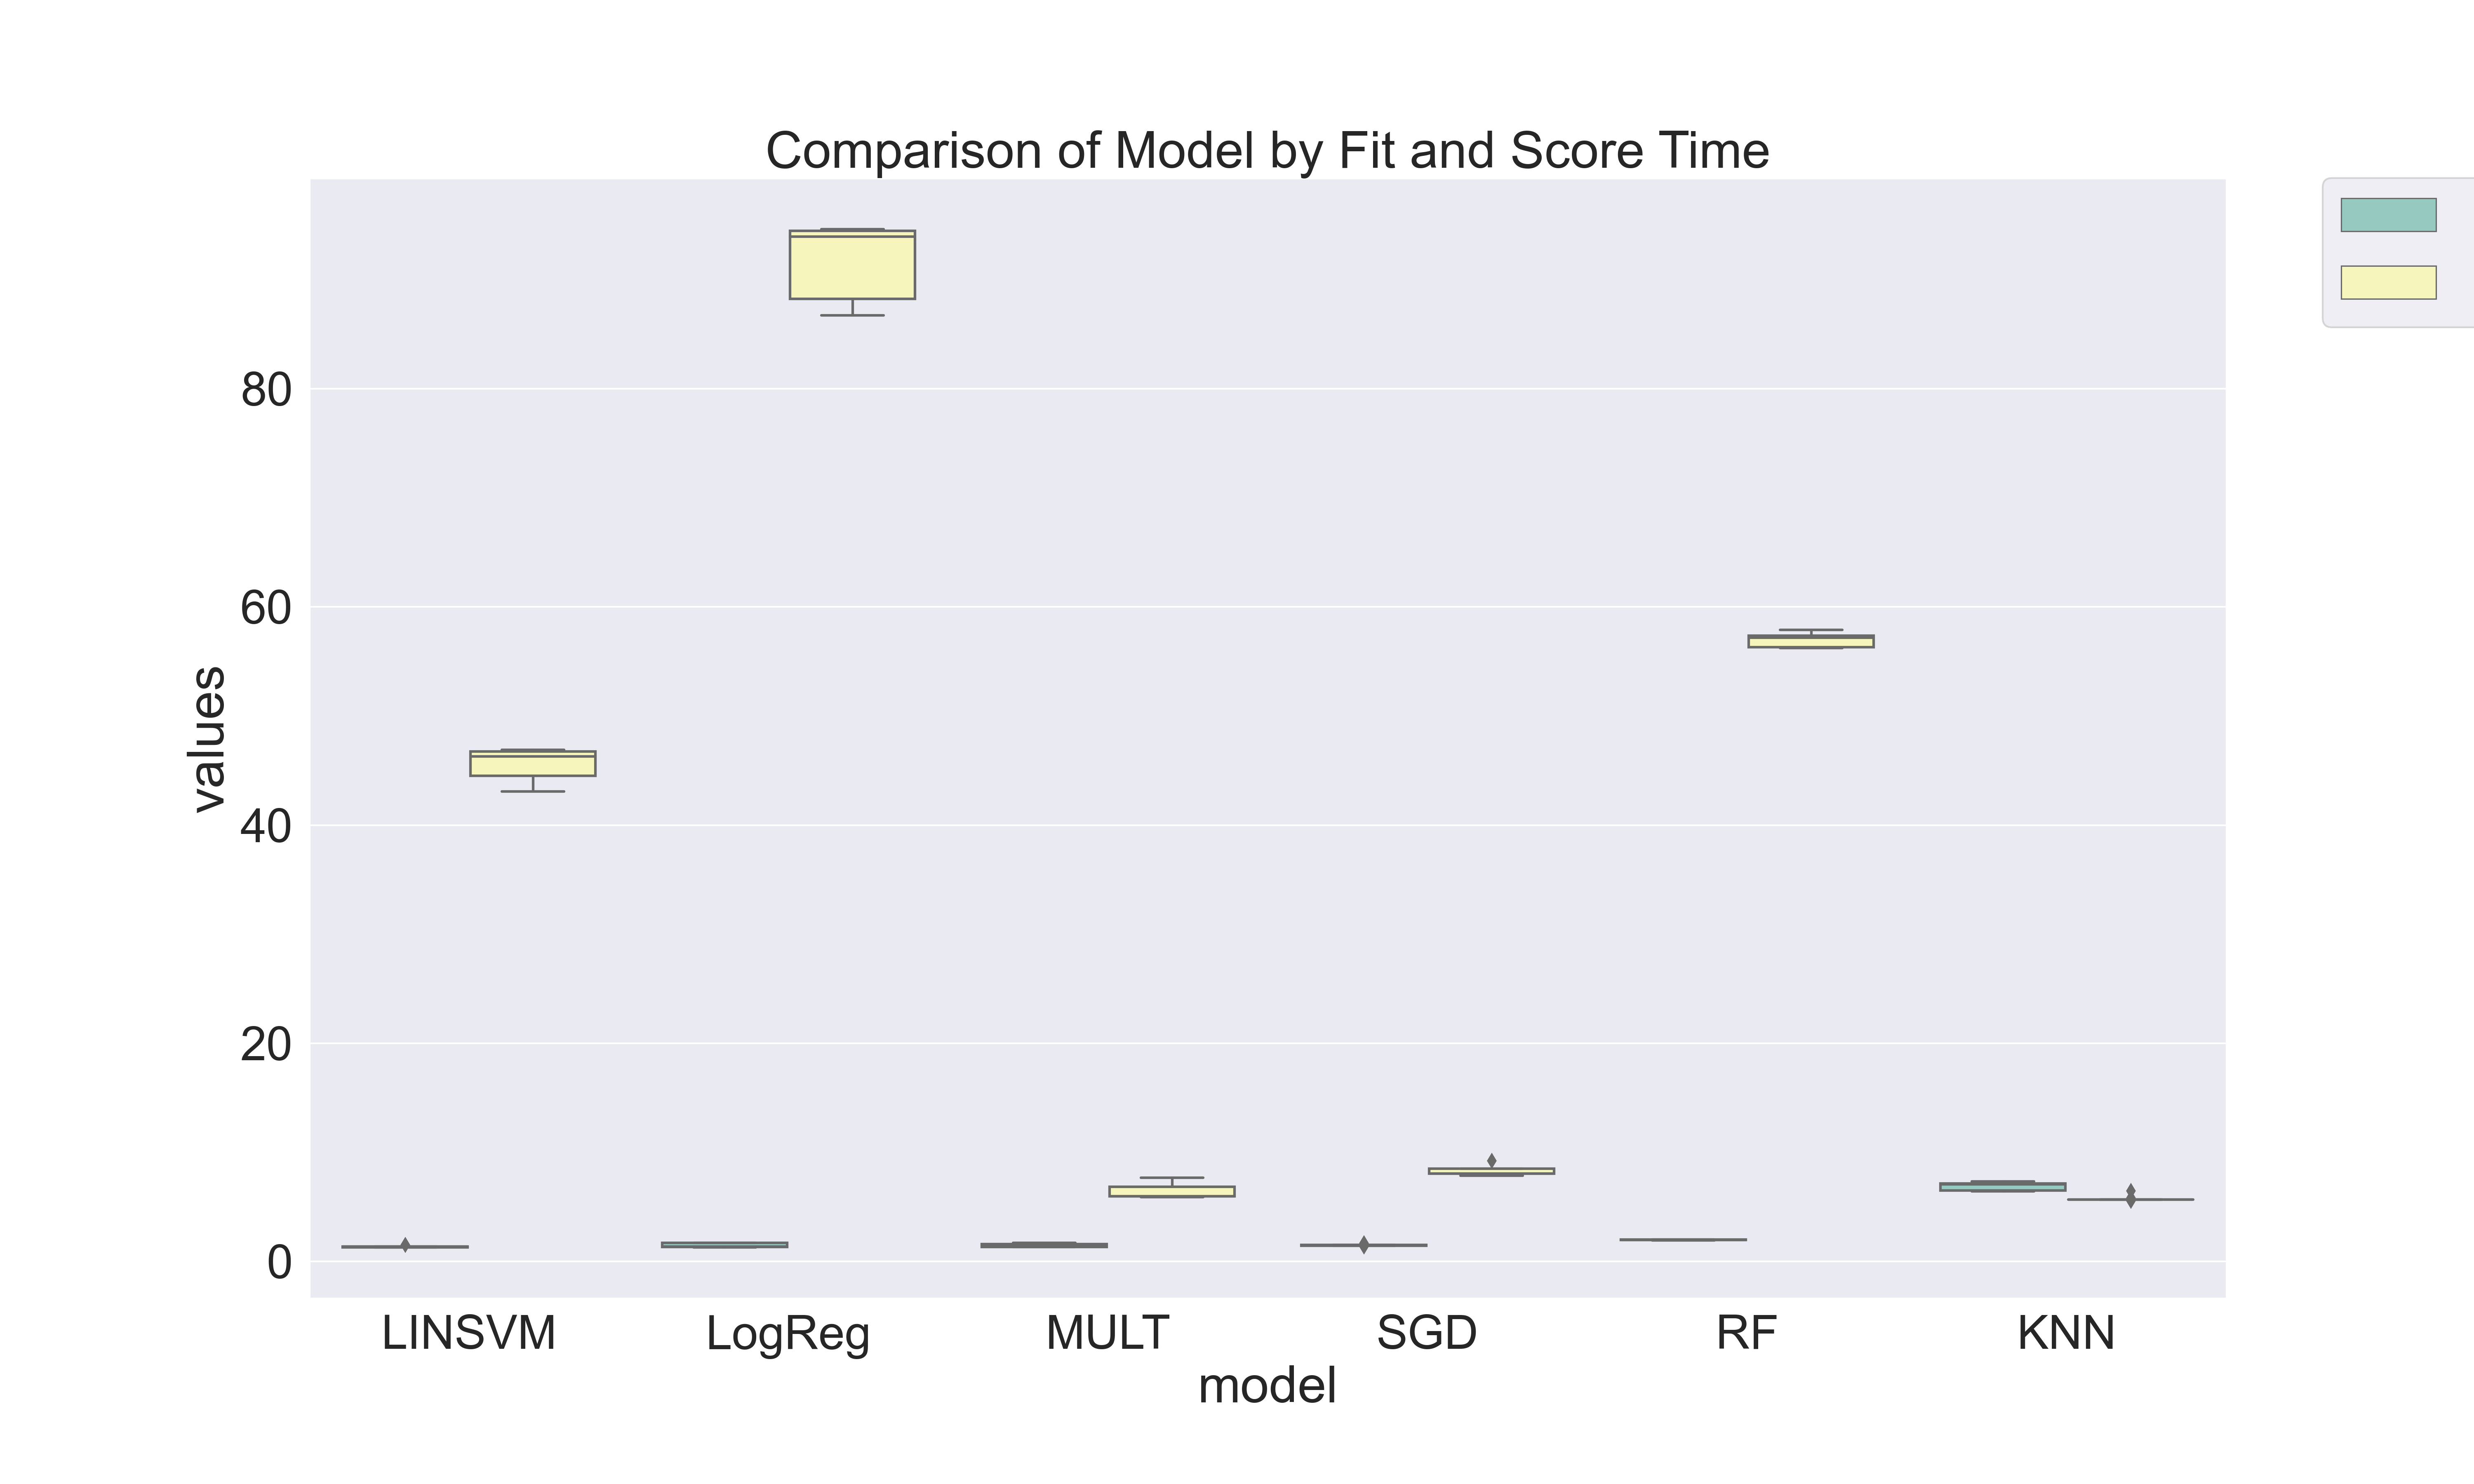 Comparison of Model by Fit and Score Time
values
80
60
40
20
0
LINSVM LogReg MULT SGD RF KNN
model